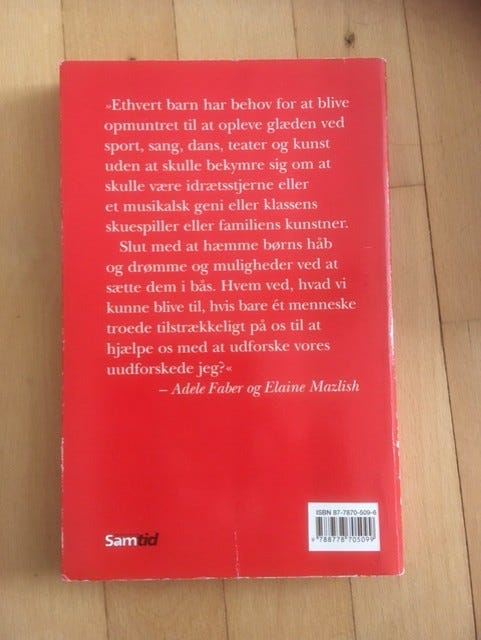 »Ethvert barn har behov for at blive
opmuntret til at opleve glæden ved
sport, sang, dans, teater og kunst
uden at skulle bekymre sig om at
skulle være idrætsstjerne eller
et musikalsk geni eller klassens
skuespiller eller familiens kunstner.
Slut med at hæmme børns håb
og drømme og muligheder ved at
sætte dem i bås. Hvem ved, hvad vi
kunne blive til, hvis bare ét menneske
troede tilstrækkeligt på os til at
hjælpe os med at udforske vores
uudforskede jeg?«
– Adele Faber og Elaine Mazlish
ISBN 87-7870-509-6
9 788778 705099
Samtid